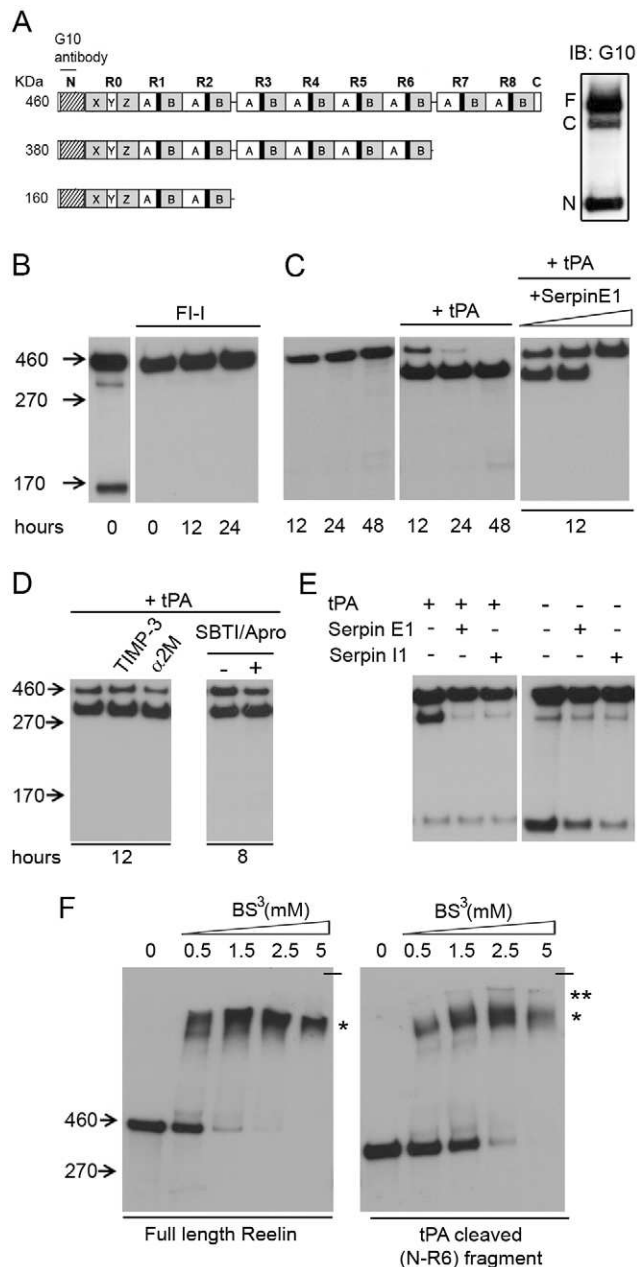 A
G10
antibody
IB: G10
KDa N R0 R1 R2 R3 R4 R5 R6 R7 R8 C
460 X Y Z A B A B A B A B A B A B A B A B
380 X Y Z A B A B A B A B A B A B
160 X Y Z A B A B
F
C
N
B
FI-I
460
270
170
hours 0 0 12 24
C
+ tPA
+ tPA
+SerpinE1
12 24 48 12 24 48 12
D
+ tPA
TIMP-3
α2M
SBTI/Apro
- +
460
270
170
hours 12 8
E
tPA + + + - - -
Serpin E1 - + - - + -
Serpin I1 - - + - - +
F
BS³(mM) BS³(mM)
0 0.5 1.5 2.5 5 0 0.5 1.5 2.5 5
**
* *
460
270
Full length Reelin
tPA cleaved
(N-R6) fragment